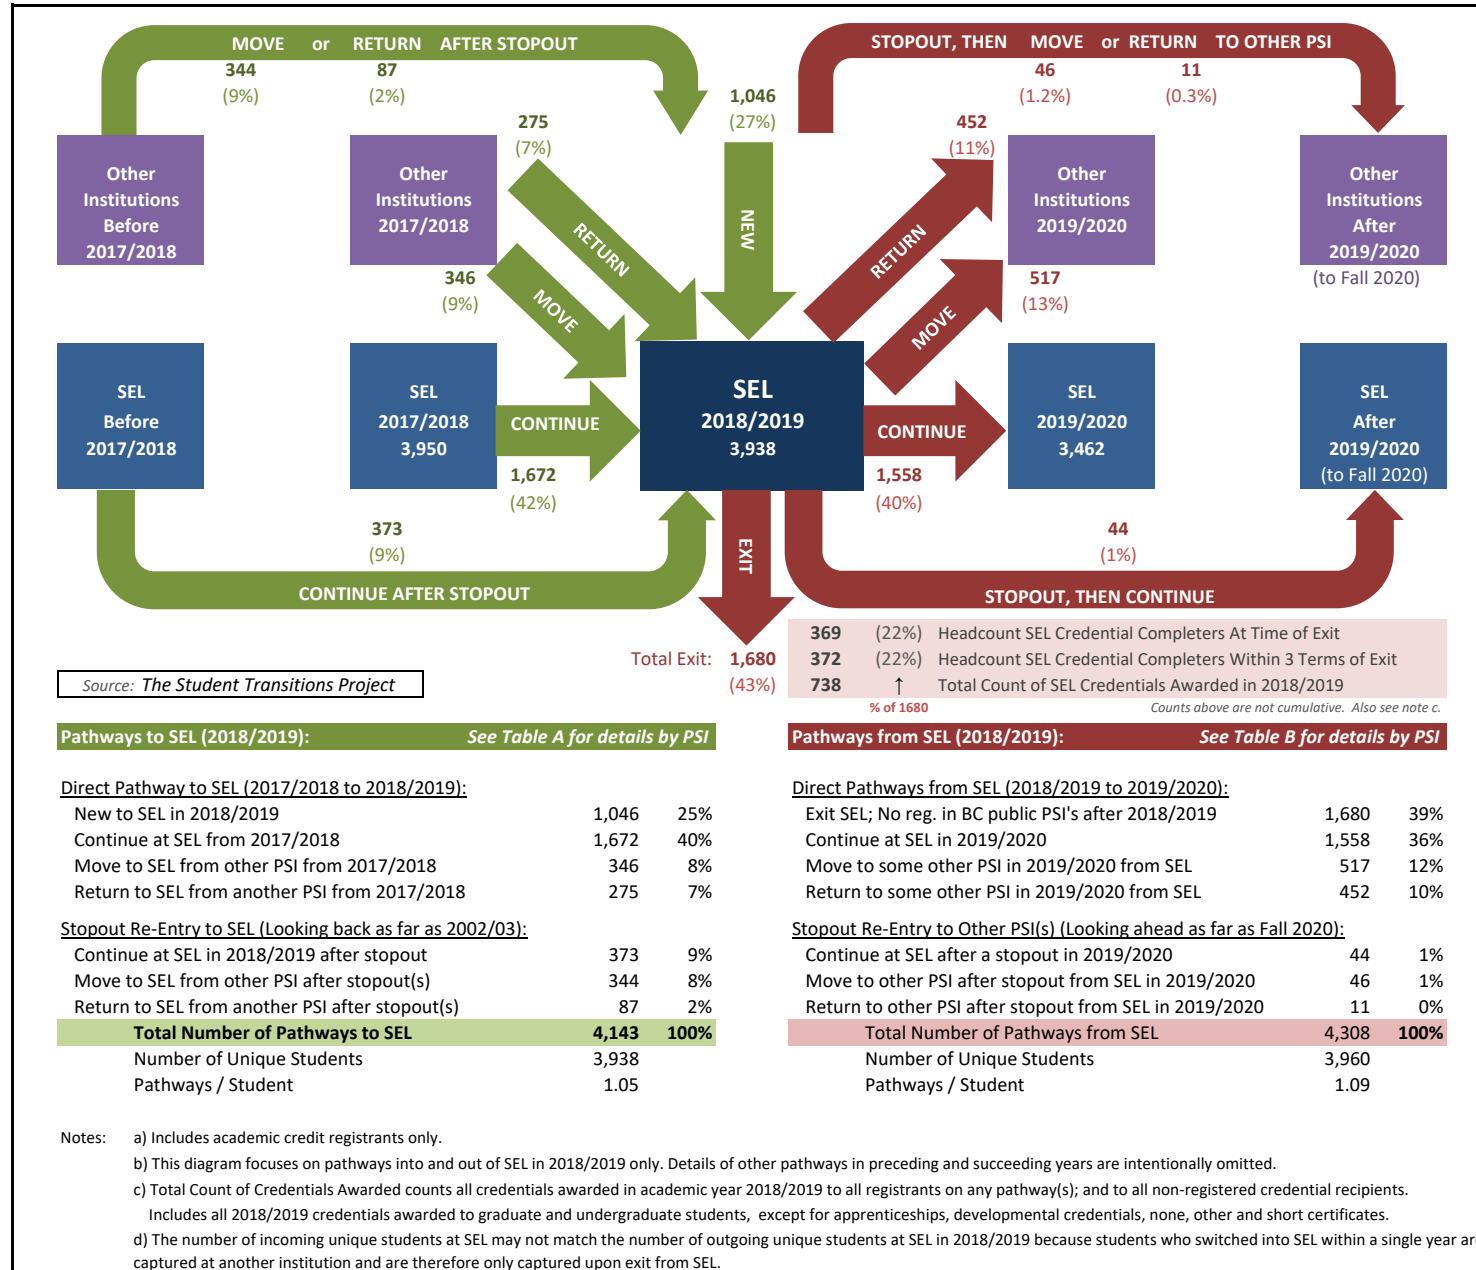 MOVE or RETURN AFTER STOPOUT
344 87
(9%) (2%)
STOPOUT, THEN MOVE or RETURN TO OTHER PSI
46 11
(1.2%) (0.3%)
1,046
(27%)
275
(7%)
452
(11%)
Other
Institutions
Before
2017/2018
Other
Institutions
2017/2018
RETURN
NEW
RETURN
Other
Institutions
2019/2020
Other
Institutions
After
2019/2020
(to Fall 2020)
346
(9%)
MOVE
MOVE
517
(13%)
SEL
Before
2017/2018
SEL
2017/2018
3,950
CONTINUE
1,672
(42%)
SEL
2018/2019
3,938
CONTINUE
1,558
(40%)
SEL
2019/2020
3,462
SEL
After
2019/2020
(to Fall 2020)
373
(9%)
CONTINUE AFTER STOPOUT
EXIT
44
(1%)
STOPOUT, THEN CONTINUE
Total Exit: 1,680
(43%)
369 (22%) Headcount SEL Credential Completers At Time of Exit
372 (22%) Headcount SEL Credential Completers Within 3 Terms of Exit
738 ↑ Total Count of SEL Credentials Awarded in 2018/2019
% of 1680 Counts above are not cumulative. Also see note c.
Source: The Student Transitions Project
Pathways to SEL (2018/2019): See Table A for details by PSI
Direct Pathway to SEL (2017/2018 to 2018/2019):
New to SEL in 2018/2019 1,046 25%
Continue at SEL from 2017/2018 1,672 40%
Move to SEL from other PSI from 2017/2018 346 8%
Return to SEL from another PSI from 2017/2018 275 7%
Stopout Re-Entry to SEL (Looking back as far as 2002/03):
Continue at SEL in 2018/2019 after stopout 373 9%
Move to SEL from other PSI after stopout(s) 344 8%
Return to SEL from another PSI after stopout(s) 87 2%
Total Number of Pathways to SEL 4,143 100%
Number of Unique Students 3,938
Pathways / Student 1.05
Pathways from SEL (2018/2019): See Table B for details by PSI
Direct Pathways from SEL (2018/2019 to 2019/2020):
Exit SEL; No reg. in BC public PSI's after 2018/2019 1,680 39%
Continue at SEL in 2019/2020 1,558 36%
Move to some other PSI in 2019/2020 from SEL 517 12%
Return to some other PSI in 2019/2020 from SEL 452 10%
Stopout Re-Entry to Other PSI(s) (Looking ahead as far as Fall 2020):
Continue at SEL after a stopout in 2019/2020 44 1%
Move to other PSI after stopout from SEL in 2019/2020 46 1%
Return to other PSI after stopout from SEL in 2019/2020 11 0%
Total Number of Pathways from SEL 4,308 100%
Number of Unique Students 3,960
Pathways / Student 1.09
Notes: a) Includes academic credit registrants only.
b) This diagram focuses on pathways into and out of SEL in 2018/2019 only. Details of other pathways in preceding and succeeding years are intentionally omitted.
c) Total Count of Credentials Awarded counts all credentials awarded in academic year 2018/2019 to all registrants on any pathway(s); and to all non-registered credential recipients.
Includes all 2018/2019 credentials awarded to graduate and undergraduate students, except for apprenticeships, developmental credentials, none, other and short certificates.
d) The number of incoming unique students at SEL may not match the number of outgoing unique students at SEL in 2018/2019 because students who switched into SEL within a single year are
captured at another institution and are therefore only captured upon exit from SEL.